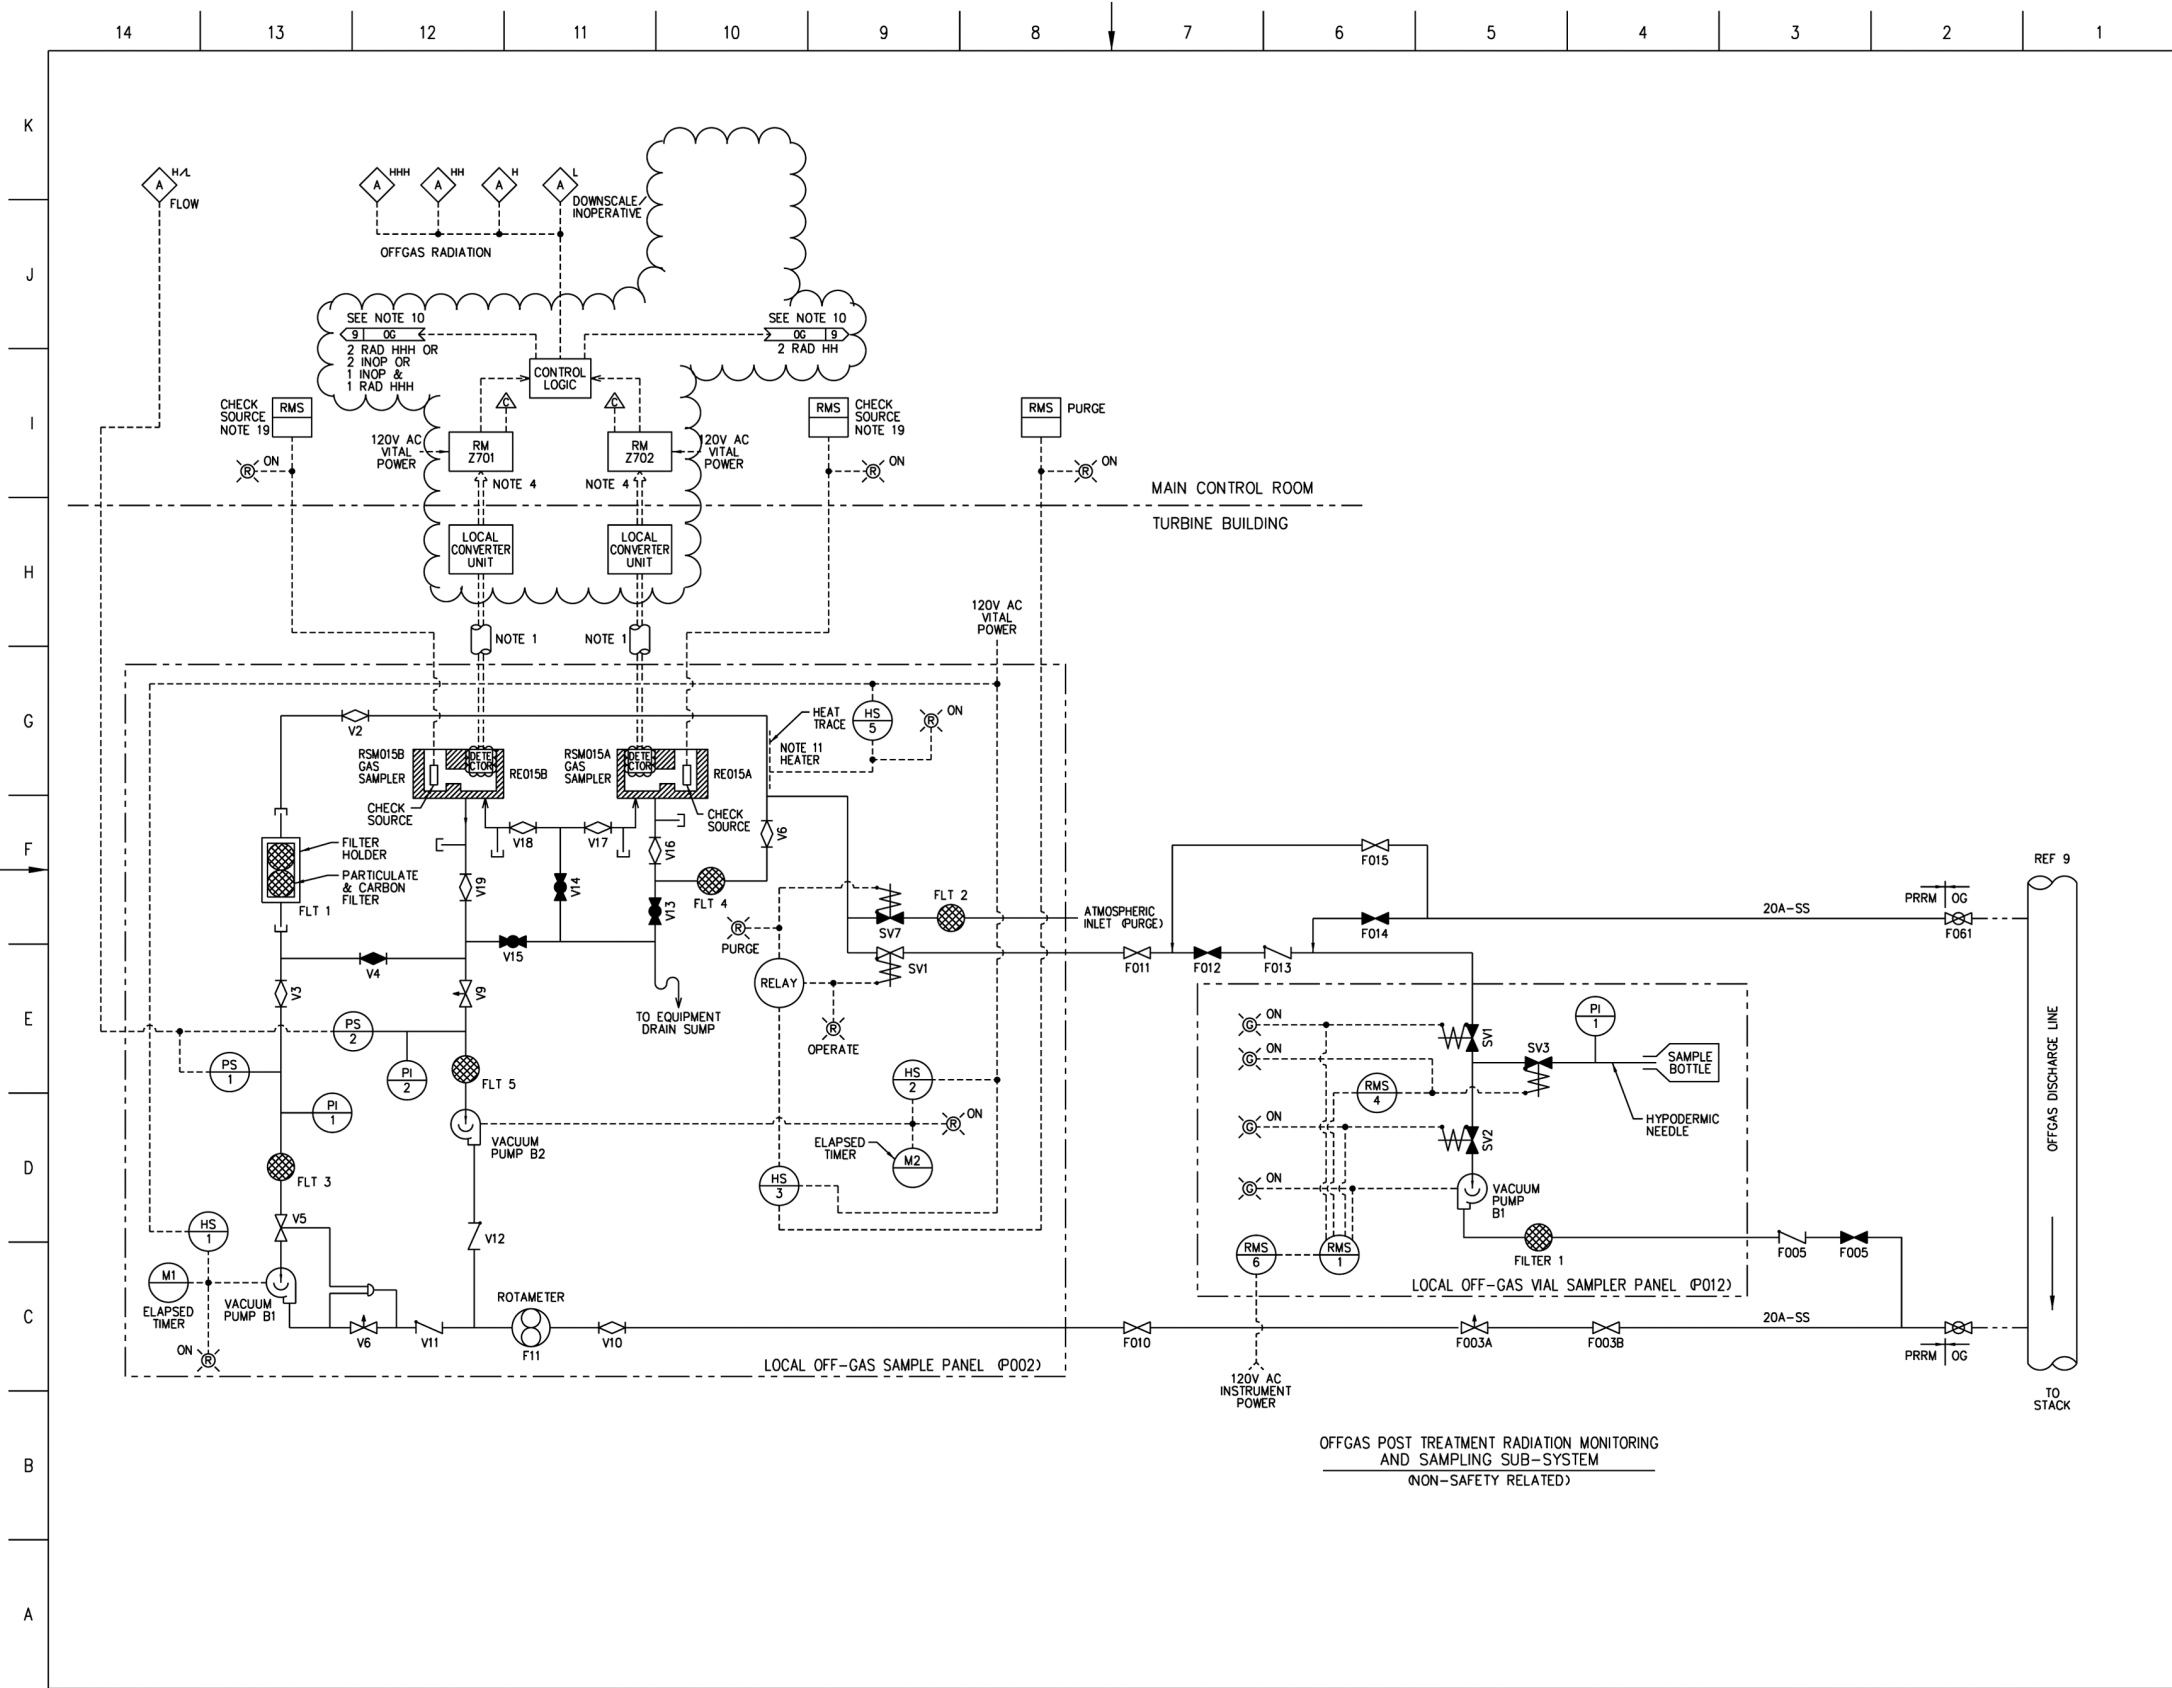 14 13 12 11 10 9 8 7 6 5 4 3 2 1
K
J
I
H
G
F
E
D
C
B
A
A H/L
FLOW
A HHH
A HH
A H
A L
DOWNSCALE/
INOPERATIVE
OFFGAS RADIATION
SEE NOTE 10
9 OG
2 RAD HHH OR
2 INOP OR
1 INOP &
1 RAD HHH
SEE NOTE 10
OG 9
2 RAD HH
CONTROL
LOGIC
C
C
CHECK
SOURCE
NOTE 19
RMS
R ON
120V AC
VITAL
POWER
RM
Z701
NOTE 4
RM
Z702
NOTE 4
120V AC
VITAL
POWER
RMS
CHECK
SOURCE
NOTE 19
R ON
RMS
PURGE
R ON
MAIN CONTROL ROOM
TURBINE BUILDING
LOCAL
CONVERTER
UNIT
LOCAL
CONVERTER
UNIT
NOTE 1
NOTE 1
120V AC
VITAL
POWER
V2
RSM015B
GAS
SAMPLER
DETE
CTOR
RE015B
CHECK
SOURCE
RSM015A
GAS
SAMPLER
DETE
CTOR
RE015A
CHECK
SOURCE
HEAT
TRACE
NOTE 11
HEATER
HS
5
R ON
FILTER
HOLDER
PARTICULATE
& CARBON
FILTER
FLT 1
V18
V17
V16
V6
V19
V14
V13
FLT 4
V15
V4
V3
V9
TO EQUIPMENT
DRAIN SUMP
R
PURGE
RELAY
R
OPERATE
SV7
FLT 2
SV1
ATMOSPHERIC
INLET (PURGE)
PS
2
PS
1
PI
2
PI
1
FLT 5
VACUUM
PUMP B2
FLT 3
V5
HS
1
M1
ELAPSED
TIMER
VACUUM
PUMP B1
ON R
V12
V6
V11
ROTAMETER
F11
V10
HS
2
R ON
ELAPSED
TIMER
M2
HS
3
LOCAL OFF-GAS SAMPLE PANEL (P002)
F015
F014
F011
F012
F013
20A-SS
PRRM OG
F061
REF 9
OFFGAS DISCHARGE LINE
TO
STACK
G ON
G ON
G ON
G ON
SV1
SV3
PI
1
SAMPLE
BOTTLE
HYPODERMIC
NEEDLE
RMS
4
SV2
VACUUM
PUMP
B1
RMS
6
RMS
1
FILTER 1
LOCAL OFF-GAS VIAL SAMPLER PANEL (P012)
F005
F005
F010
F003A
F003B
20A-SS
PRRM OG
120V AC
INSTRUMENT
POWER
OFFGAS POST TREATMENT RADIATION MONITORING
AND SAMPLING SUB-SYSTEM
(NON-SAFETY RELATED)